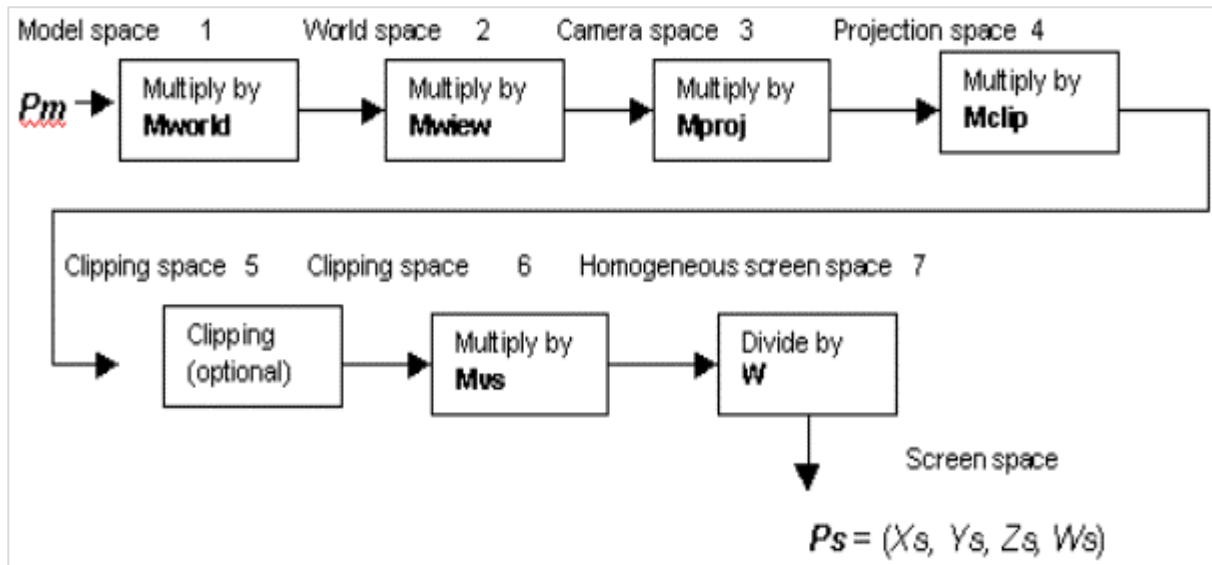 Model space 1 World space 2 Camera space 3 Projection space 4
Pm
Multiply by
Mworld
Multiply by
Mwiew
Multiply by
Mproj
Multiply by
Mclip
Clipping space 5 Clipping space 6 Homogeneous screen space 7
Clipping
(optional)
Multiply by
Mvs
Divide by
W
Screen space
Ps = (Xs, Ys, Zs, Ws)